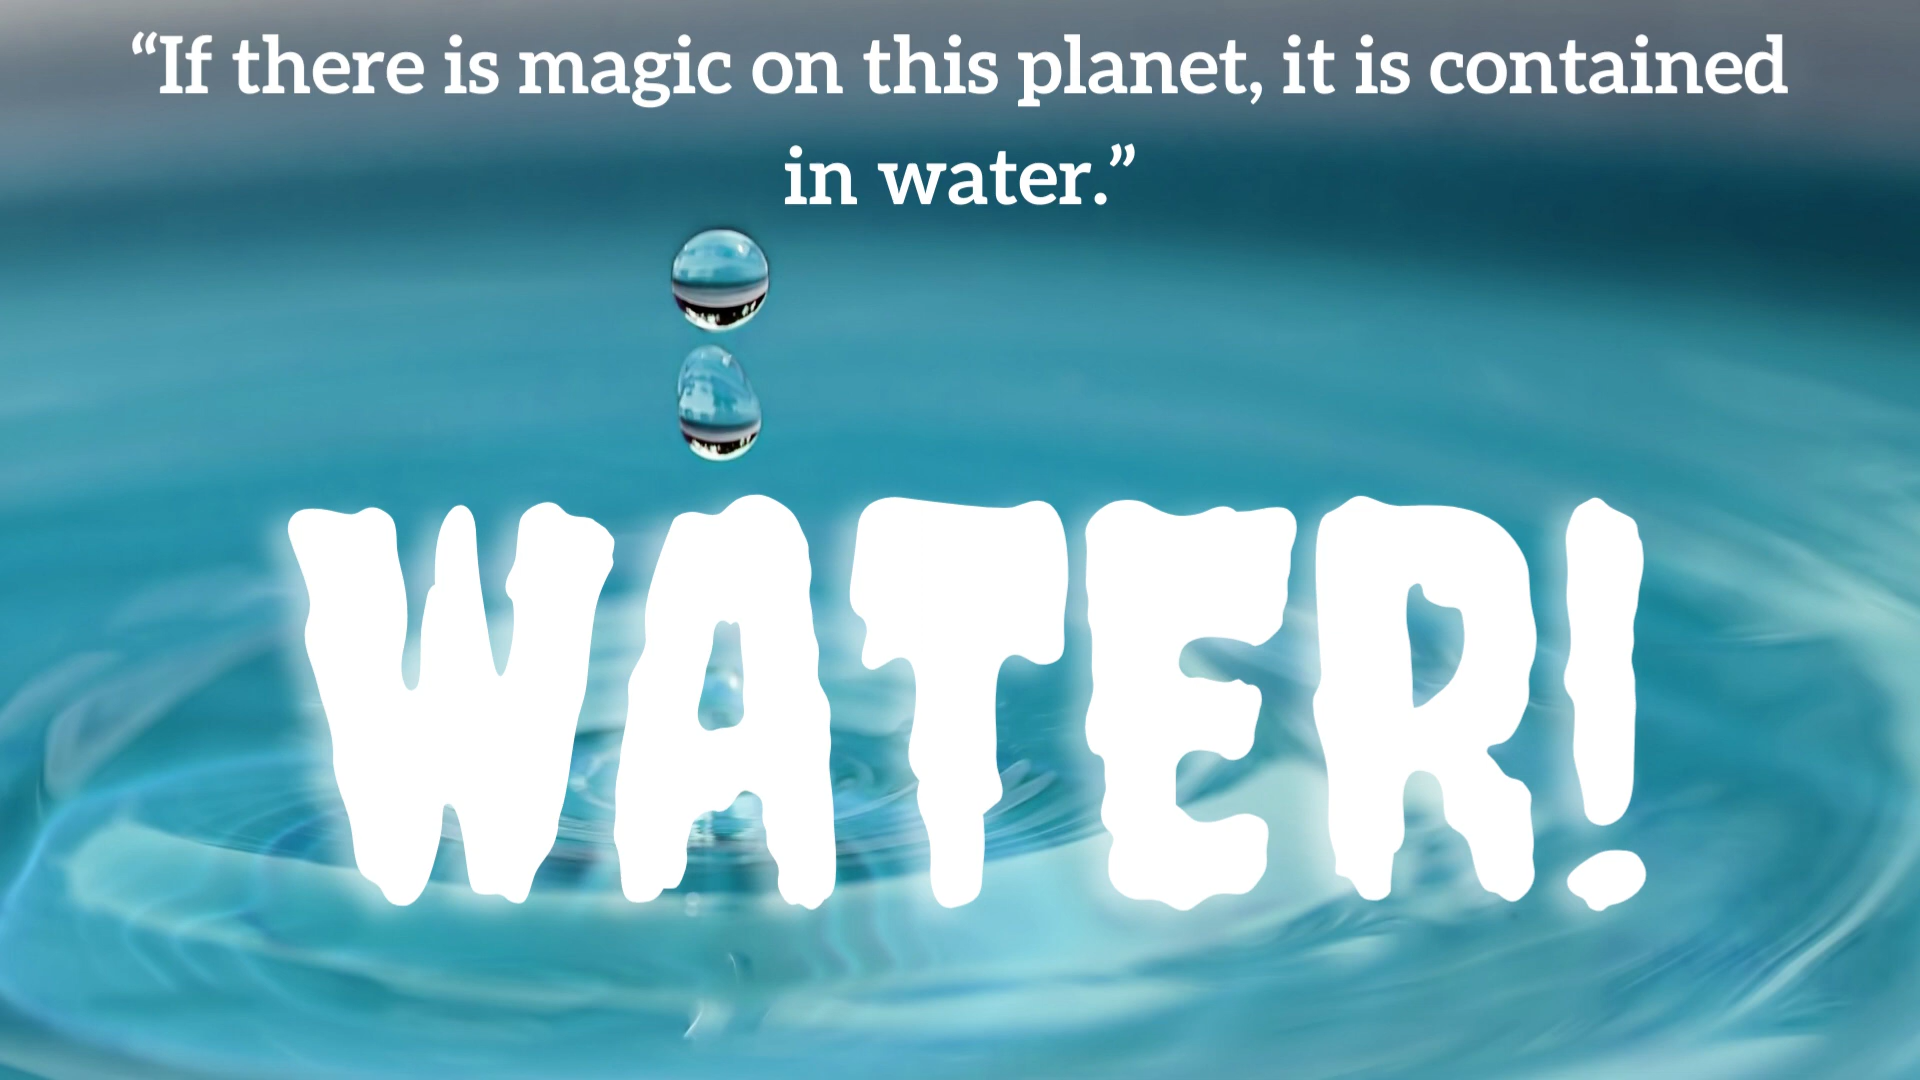 “If there is magic on this planet, it is contained
in water.”
WATER!